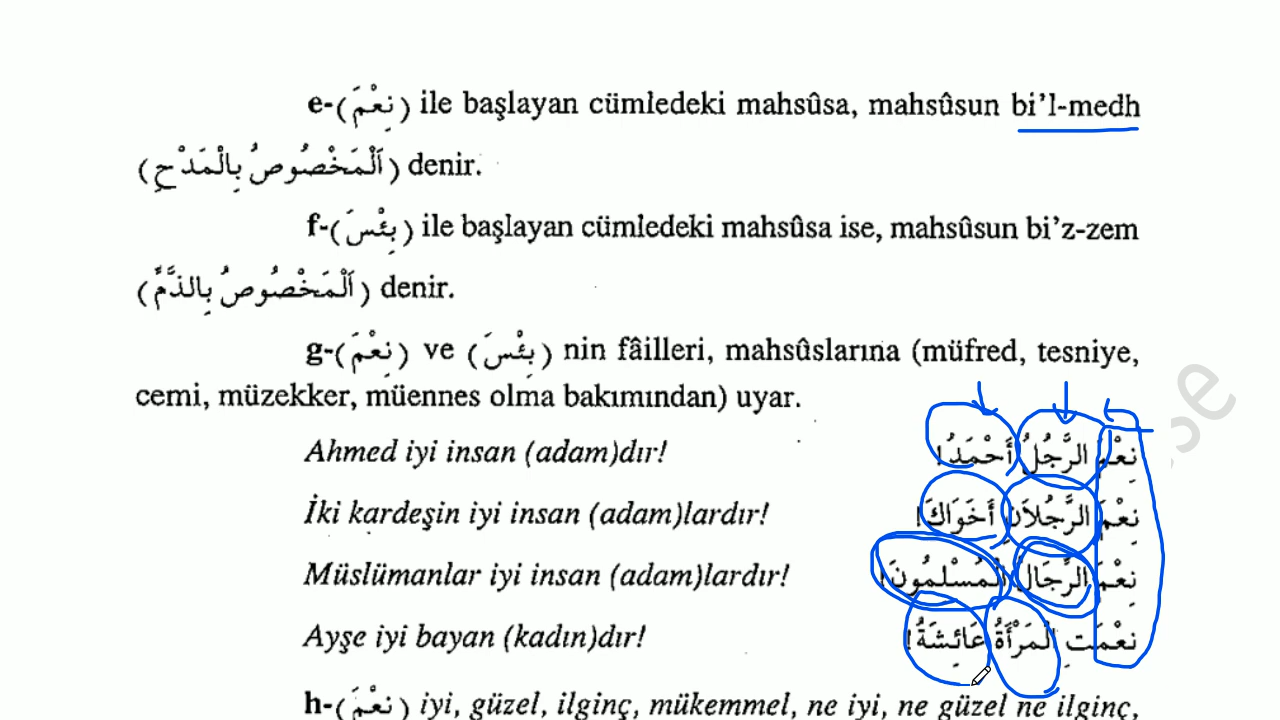 e-(نِعْمَ) ile başlayan cümledeki mahsûsa, mahsûsun bi'l-medh
(اَلْمَخْصُوصُ بِالْمَدْحِ) denir.
f-(بِئْسَ) ile başlayan cümledeki mahsûsa ise, mahsûsun bi'z-zem
(اَلْمَخْصُوصُ بِالذَّمِّ) denir.
g-(نِعْمَ) ve (بِئْسَ) nin fâilleri, mahsûslarına (müfred, tesniye,
cemi, müzekker, müennes olma bakımından) uyar.
Ahmed iyi insan (adam)dır! نِعْمَ الرَّجُلُ أَحْمَدُ!
İki kardeşin iyi insan (adam)lardır! نِعْمَ الرَّجُلاَنِ أَخَوَاكَ!
Müslümanlar iyi insan (adam)lardır! نِعْمَ الرِّجَالُ الْمُسْلِمُونَ!
Ayşe iyi bayan (kadın)dır! نِعْمَتِ الْمَرْأَةُ عَائِشَةُ!
h-(نِعْمَ) iyi, güzel, ilginç, mükemmel, ne iyi, ne güzel ne ilginç,